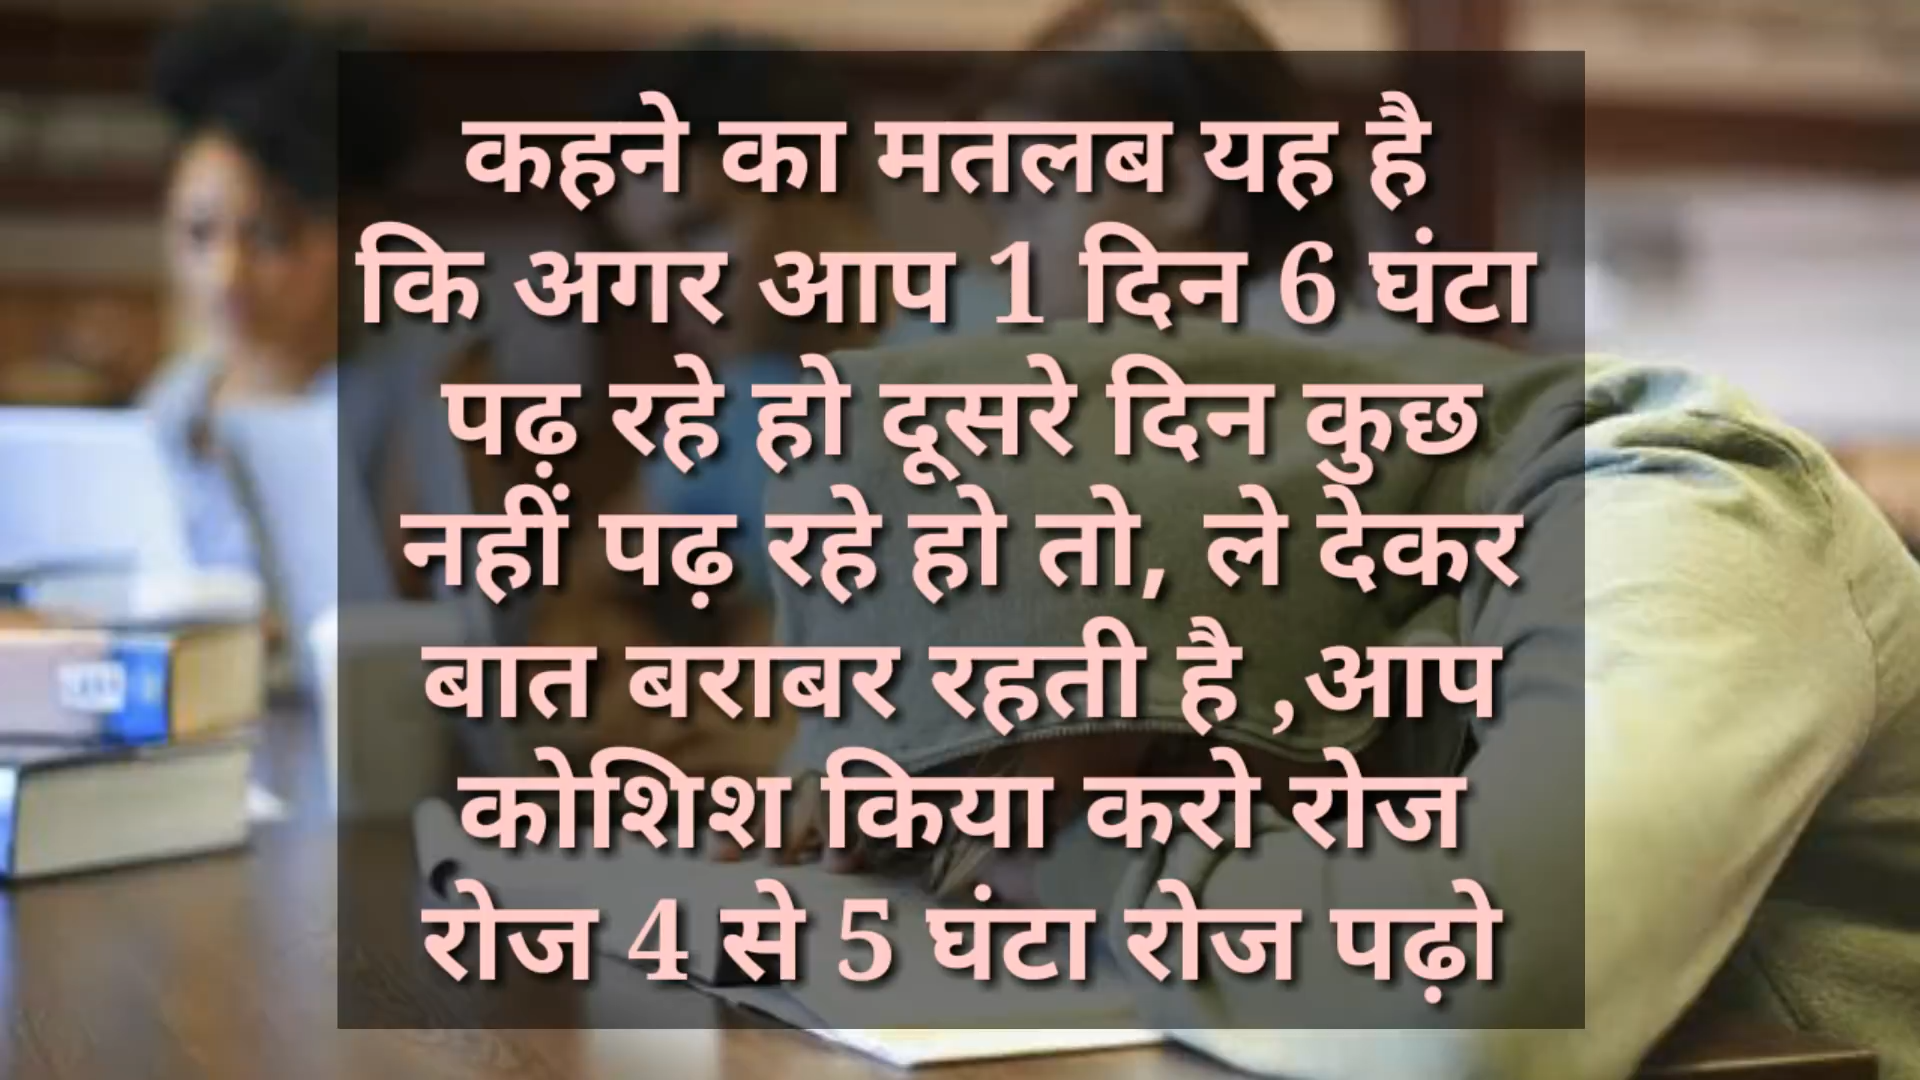 कहने का मतलब यह है
कि अगर आप 1 दिन 6 घंटा
पढ़ रहे हो दूसरे दिन कुछ
नहीं पढ़ रहे हो तो, ले देकर
बात बराबर रहती है ,आप
कोशिश किया करो रोज
रोज 4 से 5 घंटा रोज पढ़ो